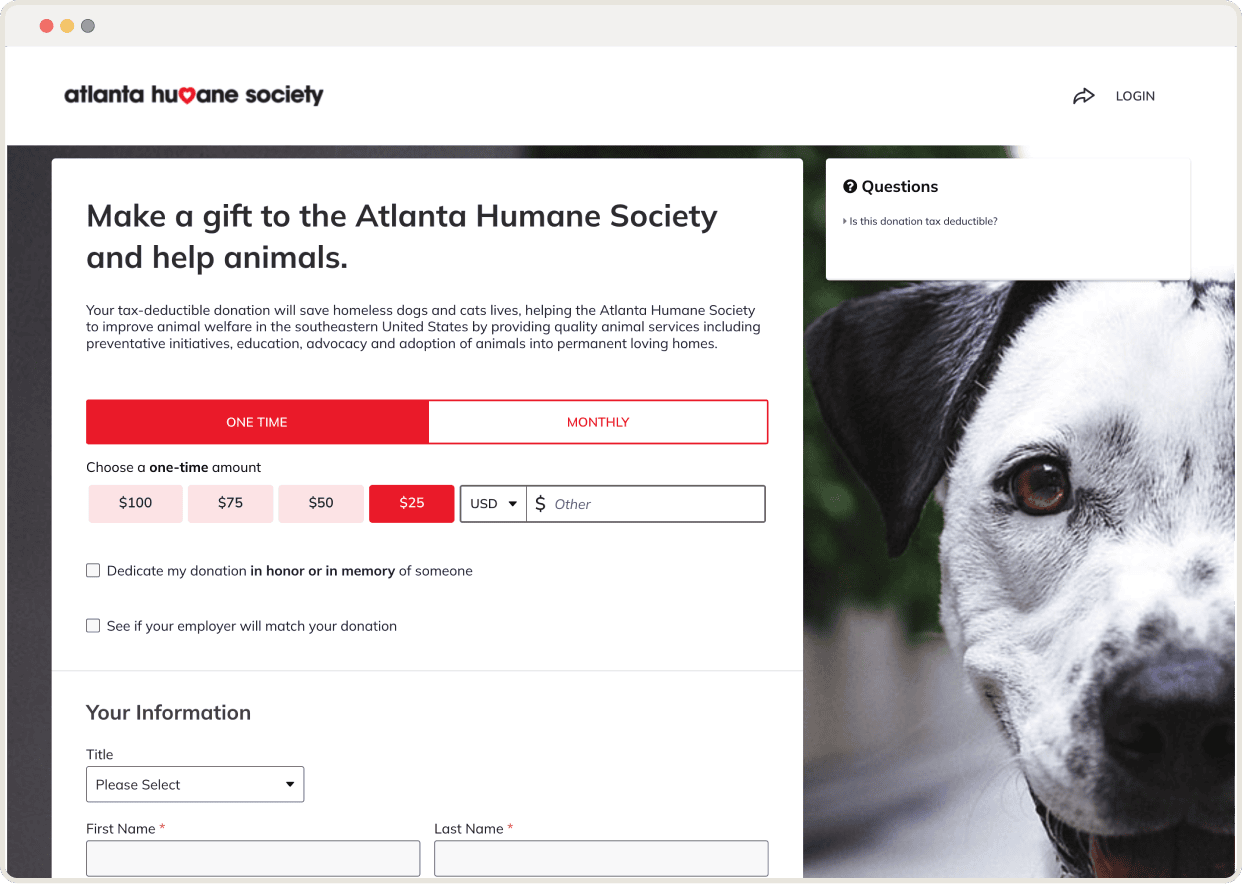 atlanta humane society
LOGIN
Make a gift to the Atlanta Humane Society
and help animals.
Your tax-deductible donation will save homeless dogs and cats lives, helping the Atlanta Humane Society
to improve animal welfare in the southeastern United States by providing quality animal services including
preventative initiatives, education, advocacy and adoption of animals into permanent loving homes.
ONE TIME
MONTHLY
Choose a one-time amount
$100
$75
$50
$25
USD
$ Other
Dedicate my donation in honor or in memory of someone
See if your employer will match your donation
Your Information
Title
Please Select
First Name *
Last Name *
Questions
Is this donation tax deductible?